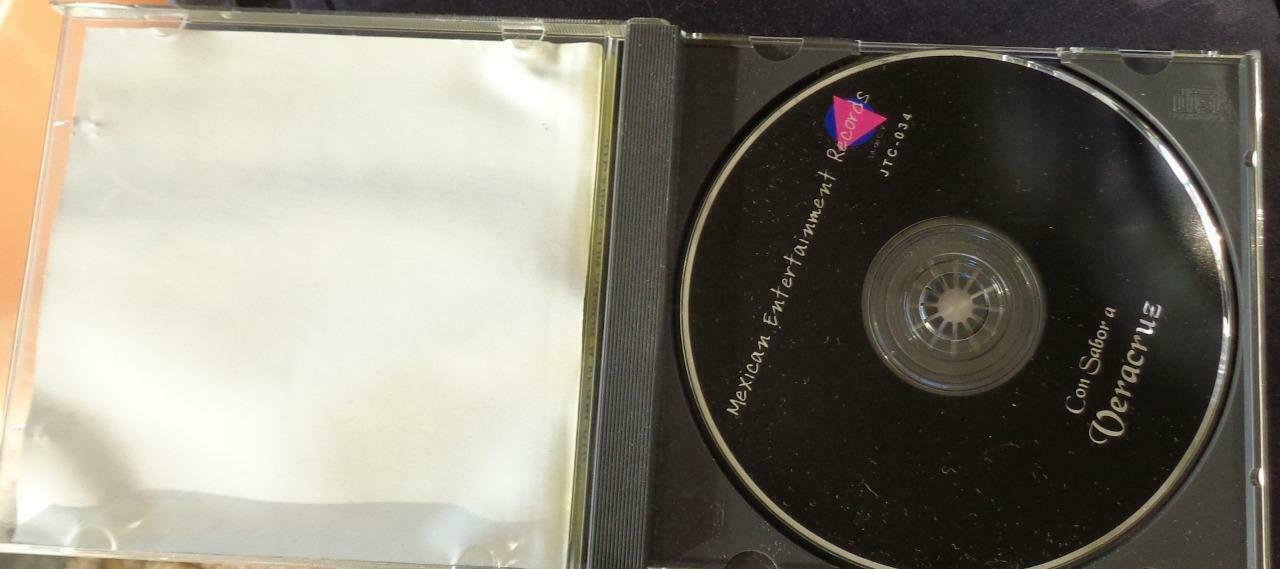 Mexican Entertainment Records
JTC-034
Con Sabor a
Veracruz